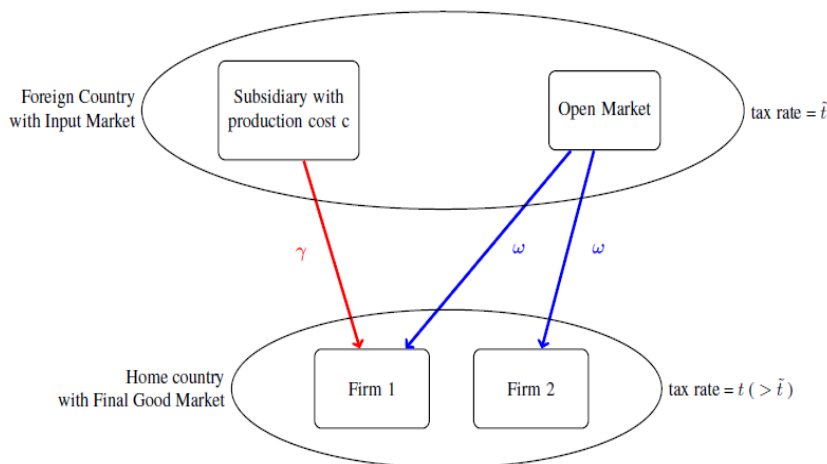 Foreign Country
with Input Market
Subsidiary with
production cost c
Open Market
tax rate = t̃
γ
ω
ω
Home country
with Final Good Market
Firm 1
Firm 2
tax rate = t ( > t̃ )